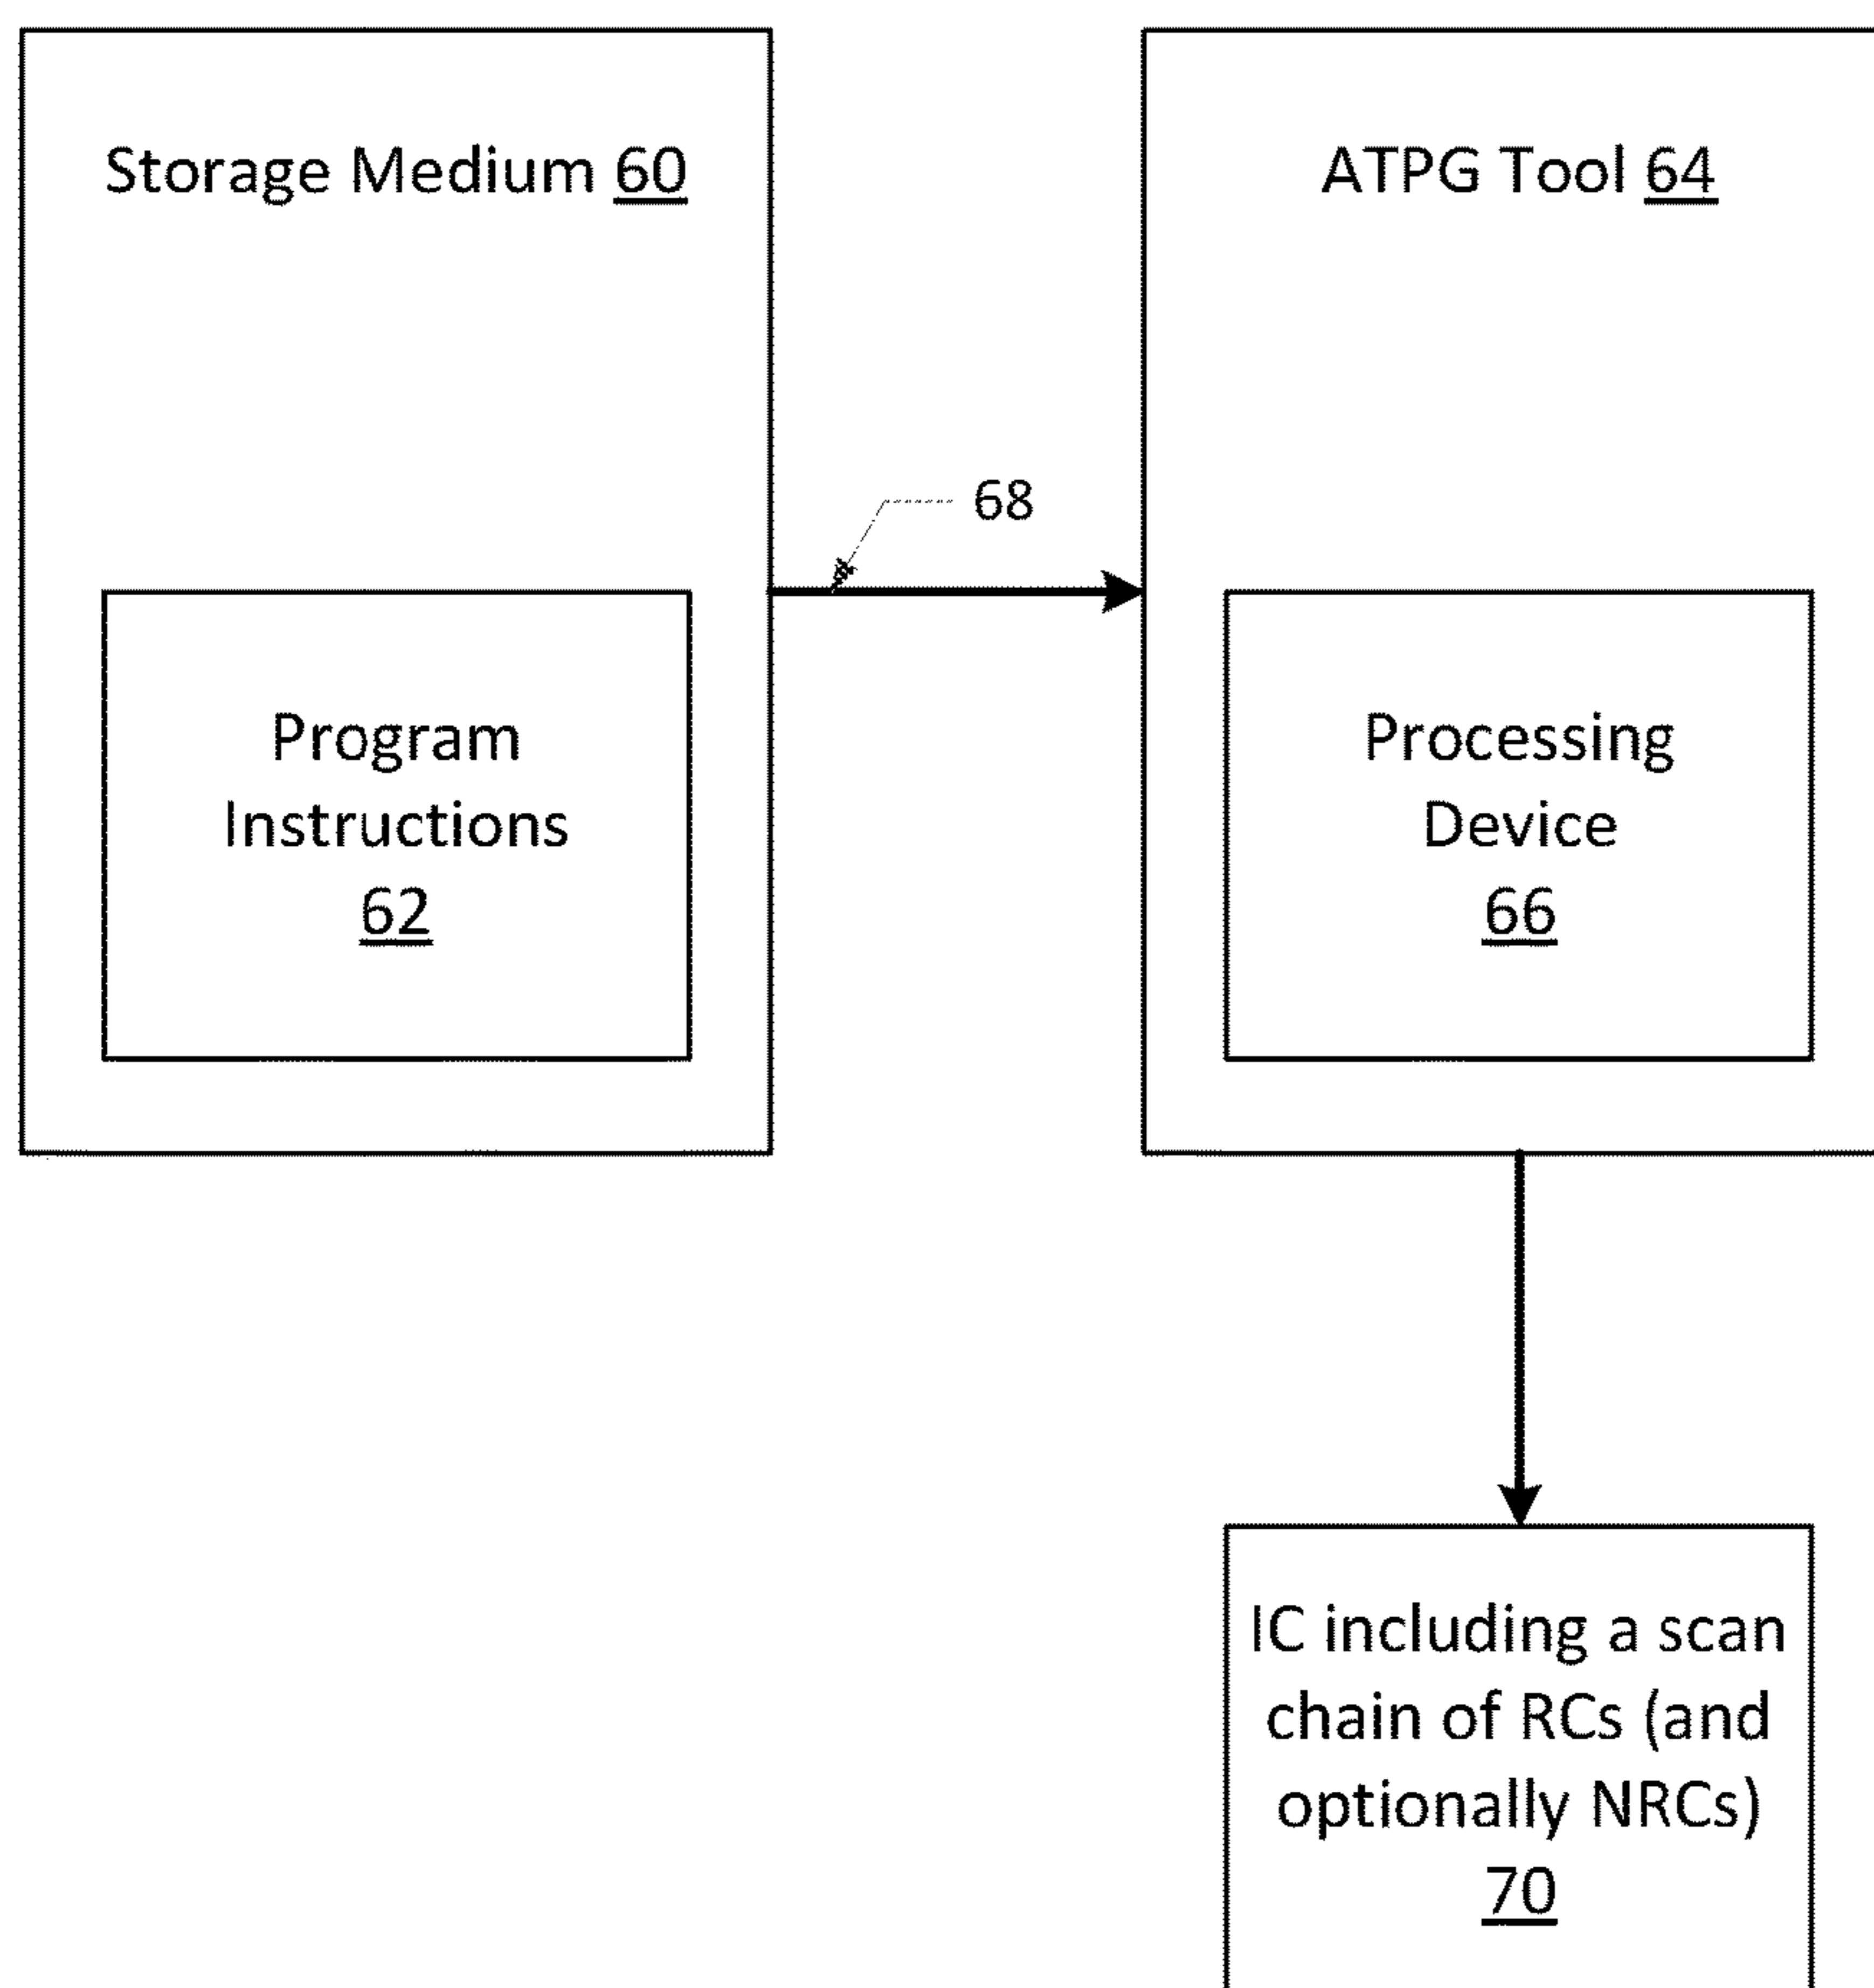 Storage Medium 60
ATPG Tool 64
68
Program
Instructions
62
Processing
Device
66
IC including a scan
chain of RCs (and
optionally NRCs)
70